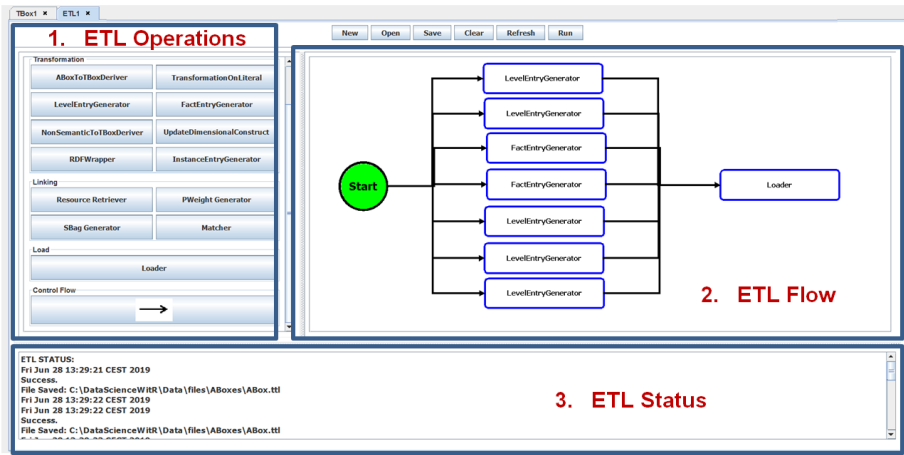 TBox1 ×
ETL1 ×
1. ETL Operations
New
Open
Save
Clear
Refresh
Run
Transformation
ABoxToTBoxDeriver
TransformationOnLiteral
LevelEntryGenerator
FactEntryGenerator
NonSemanticToTBoxDeriver
UpdateDimensionalConstruct
RDFWrapper
InstanceEntryGenerator
Linking
Resource Retriever
PWeight Generator
SBag Generator
Matcher
Load
Loader
Control Flow
Start
LevelEntryGenerator
LevelEntryGenerator
FactEntryGenerator
FactEntryGenerator
LevelEntryGenerator
LevelEntryGenerator
LevelEntryGenerator
Loader
2. ETL Flow
ETL STATUS:
Fri Jun 28 13:29:21 CEST 2019
Success.
File Saved: C:\DataScienceWitR\Data\files\ABoxes\ABox.ttl
Fri Jun 28 13:29:22 CEST 2019
Fri Jun 28 13:29:22 CEST 2019
Success.
File Saved: C:\DataScienceWitR\Data\files\ABoxes\ABox.ttl
3. ETL Status